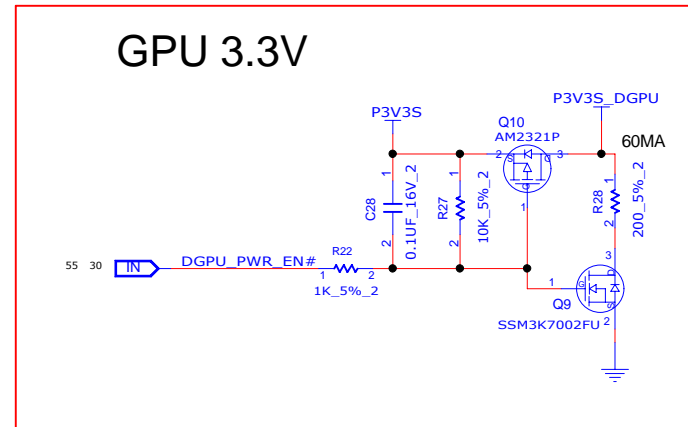 GPU 3.3V
P3V3S_DGPU
P3V3S
Q10
AM2321P
60MA
2 S D 3
G
1
1
C28
2
0.1UF_16V_2
1
R27
2
10K_5%_2
1
R28
2
200_5%_2
55 30 IN DGPU_PWR_EN#
R22
1 2
1K_5%_2
3
D
1 G
S
Q9
2
SSM3K7002FU